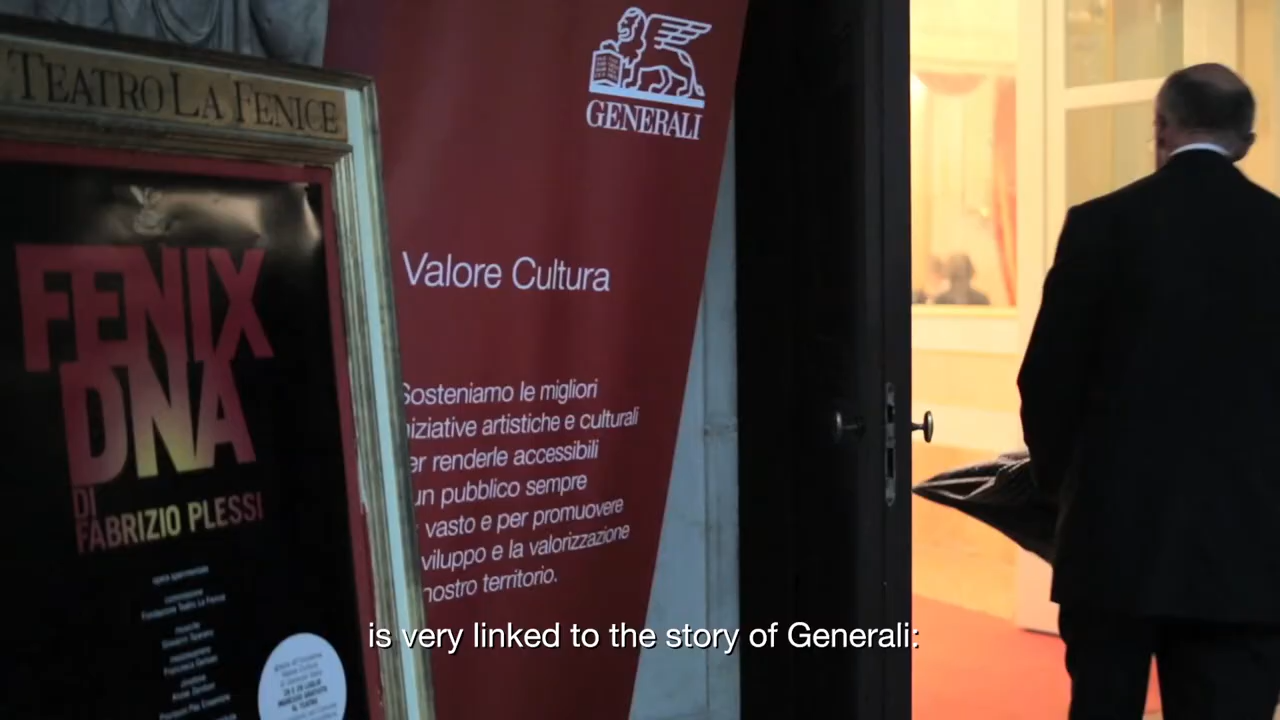 TEATRO LA FENICE
FENIX
DNA
DI
FABRIZIO PLESSI
GENERALI
Valore Cultura
Sosteniamo le migliori
iniziative artistiche e culturali
er renderle accessibili
un pubblico sempre
vasto e per promuovere
viluppo e la valorizzazione
nostro territorio.
is very linked to the story of Generali: